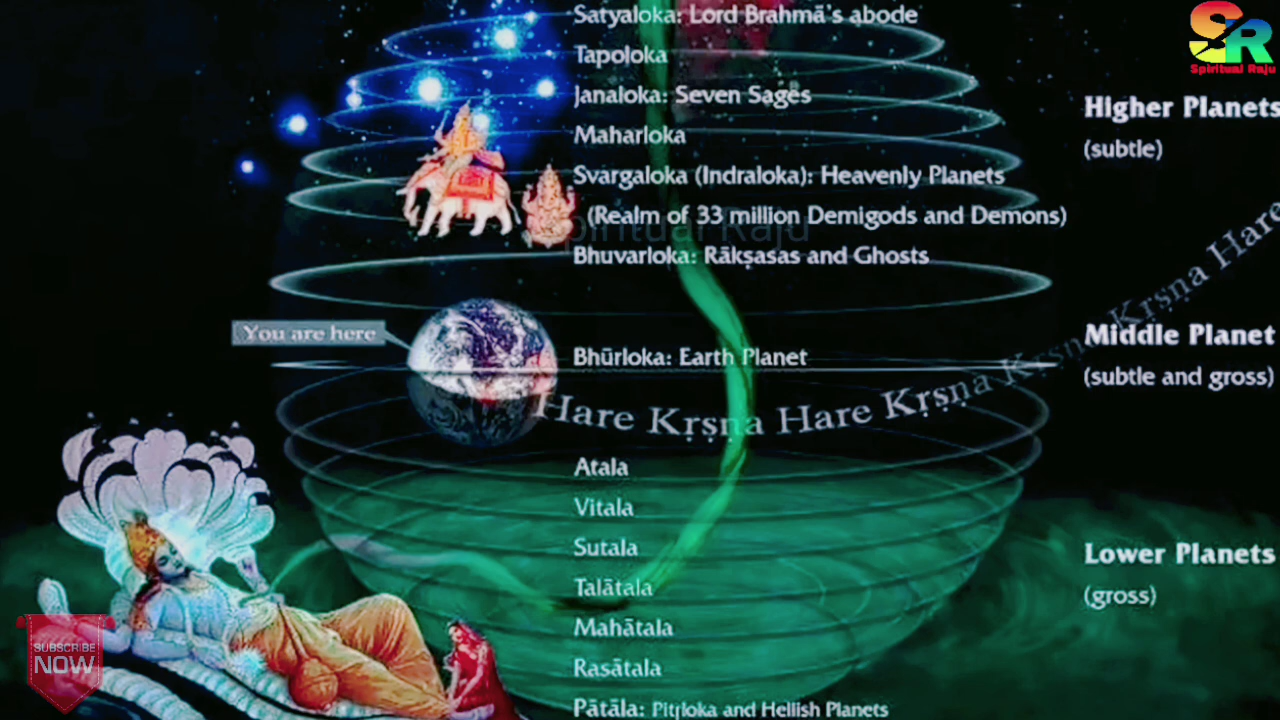 Satyaloka: Lord Brahmā's abode
Tapoloka
Janaloka: Seven Sages
Maharloka
Svargaloka (Indraloka): Heavenly Planets
(Realm of 33 million Demigods and Demons)
Bhuvarloka: Rākṣasas and Ghosts
Bhūrloka: Earth Planet
Atala
Vitala
Sutala
Talātala
Mahātala
Rasātala
Pātāla: Pitṛloka and Hellish Planets
You are here
Hare Kṛṣṇa Hare Kṛṣṇa Kṛṣṇa Kṛṣṇa Hare
Higher Planets
(subtle)
Middle Planet
(subtle and gross)
Lower Planets
(gross)
SR
Spiritual Raju
Spiritual Raju
SUBSCRIBE
NOW